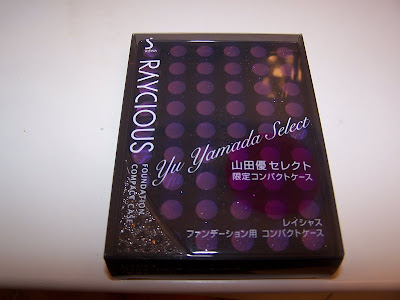 RAYCIOUS
FOUNDATION
COMPACT CASE
Yu Yamada Select
山田優セレクト
限定コンパクトケース
レイシャス
ファンデーション用 コンパクトケース